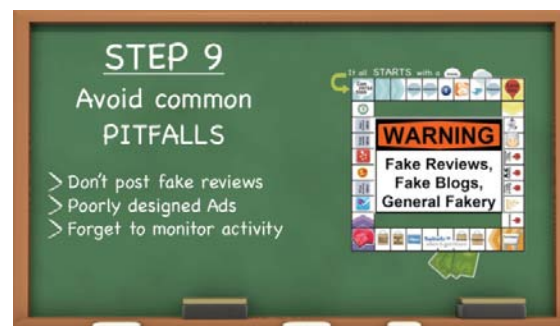 STEP 9
Avoid common
PITFALLS
> Don't post fake reviews
> Poorly designed Ads
> Forget to monitor activity
It all STARTS with a
WARNING
Fake Reviews,
Fake Blogs,
General Fakery